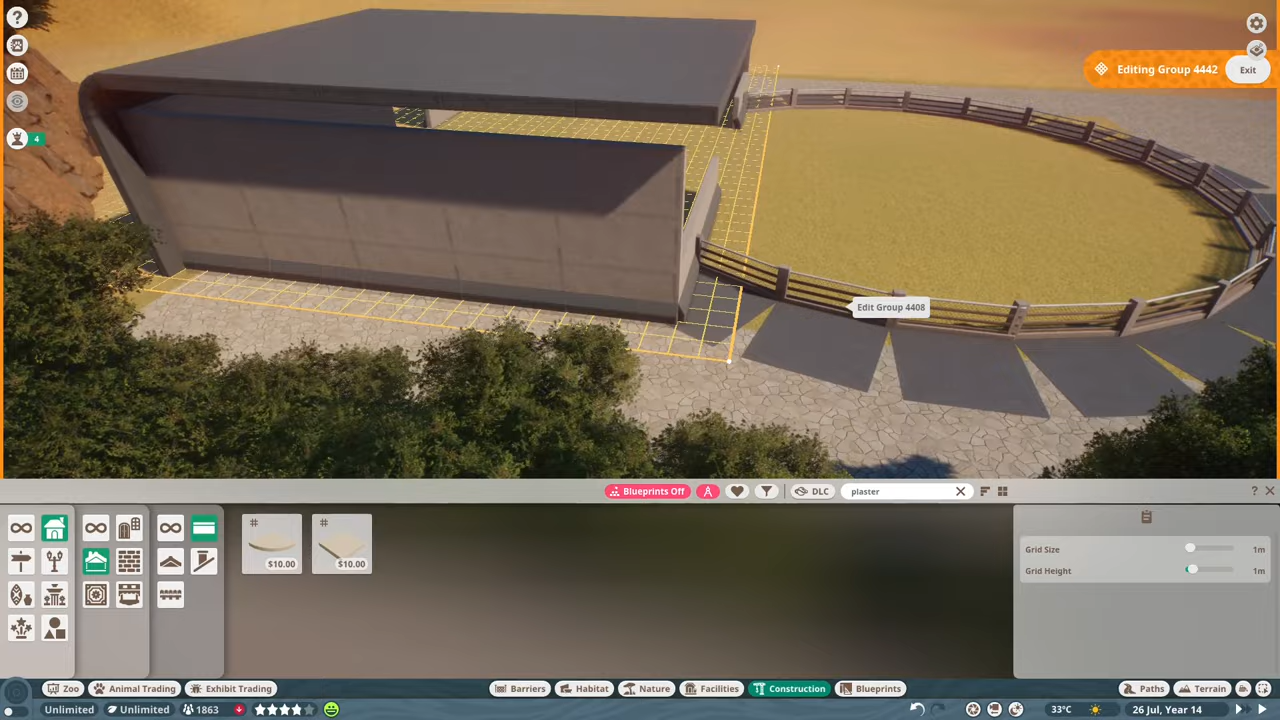 ?
4
Editing Group 4442
Exit
Edit Group 4408
Blueprints Off
DLC
plaster
?
$10.00
$10.00
Grid Size
1m
Grid Height
1m
Zoo
Animal Trading
Exhibit Trading
Barriers
Habitat
Nature
Facilities
Construction
Blueprints
Paths
Terrain
Unlimited
Unlimited
1863
33°C
26 Jul, Year 14